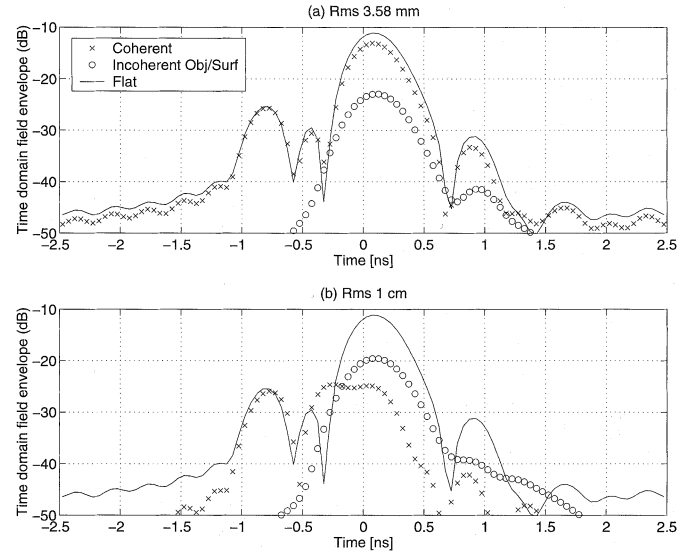 (a) Rms 3.58 mm
Time domain field envelope (dB)
−10
−20
−30
−40
−50
× Coherent
○ Incoherent Obj/Surf
— Flat
−2.5 −2 −1.5 −1 −0.5 0 0.5 1 1.5 2 2.5
Time [ns]
(b) Rms 1 cm
Time domain field envelope (dB)
−10
−20
−30
−40
−50
−2.5 −2 −1.5 −1 −0.5 0 0.5 1 1.5 2 2.5
Time [ns]